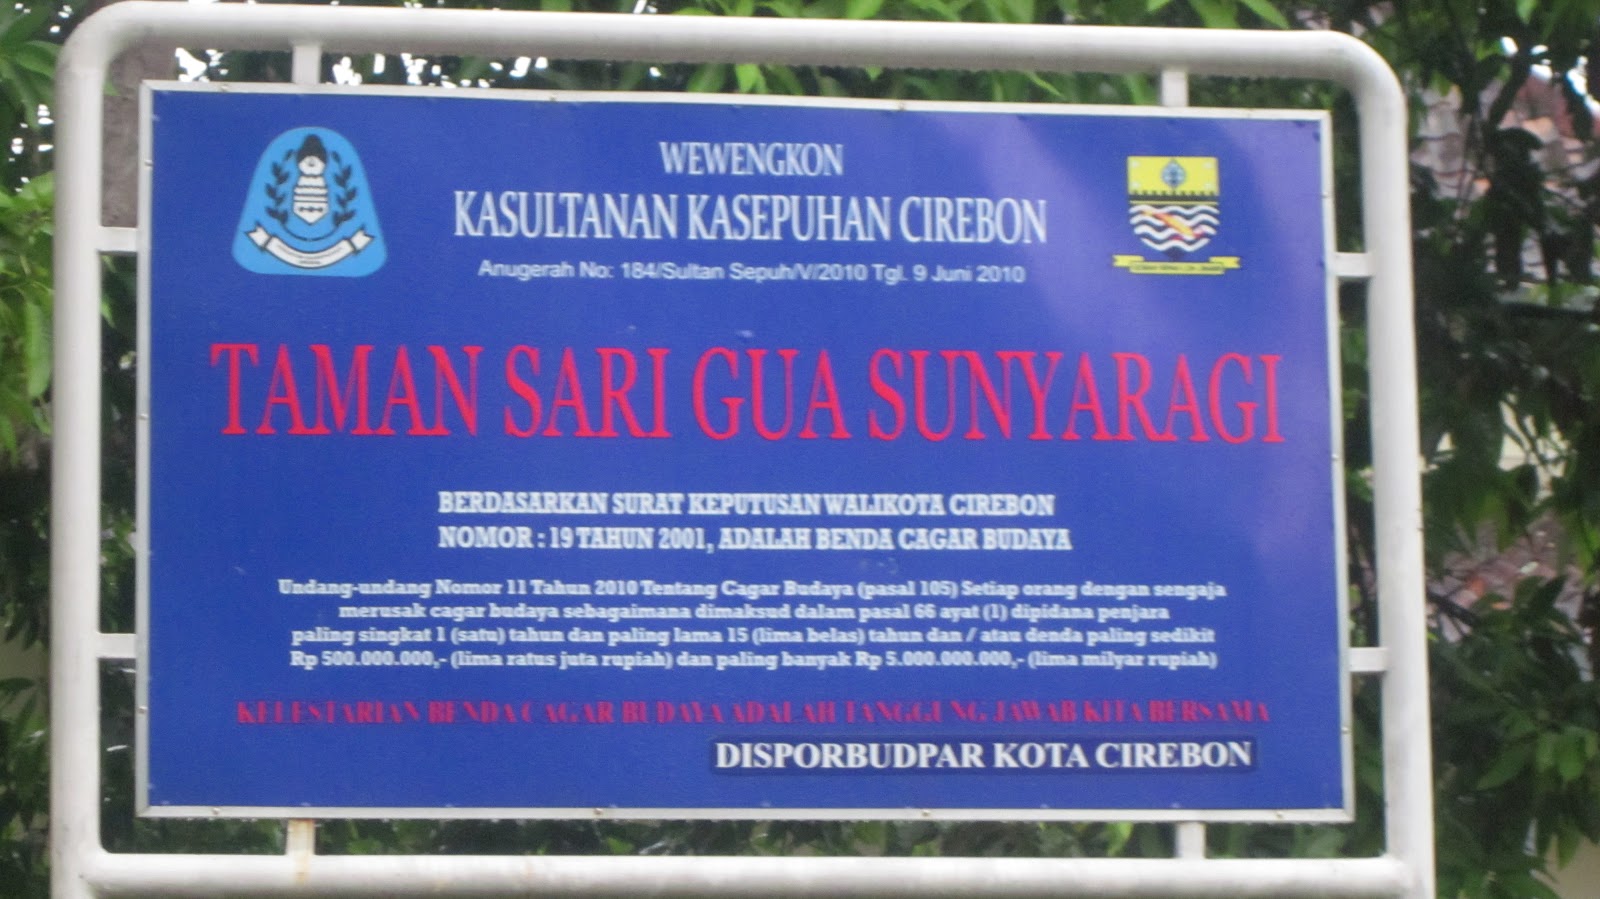 WEWENGKON
KASULTANAN KASEPUHAN CIREBON
Anugerah No: 184/Sultan Sepuh/V/2010 Tgl. 9 Juni 2010
TAMAN SARI GUA SUNYARAGI
BERDASARKAN SURAT KEPUTUSAN WALIKOTA CIREBON
NOMOR : 19 TAHUN 2001, ADALAH BENDA CAGAR BUDAYA
Undang-undang Nomor 11 Tahun 2010 Tentang Cagar Budaya (pasal 105) Setiap orang dengan sengaja
merusak cagar budaya sebagaimana dimaksud dalam pasal 66 ayat (1) dipidana penjara
paling singkat 1 (satu) tahun dan paling lama 15 (lima belas) tahun dan / atau denda paling sedikit
Rp 500.000.000,- (lima ratus juta rupiah) dan paling banyak Rp 5.000.000.000,- (lima milyar rupiah)
KELESTARIAN BENDA CAGAR BUDAYA ADALAH TANGGUNG JAWAB KITA BERSAMA
DISPORBUDPAR KOTA CIREBON